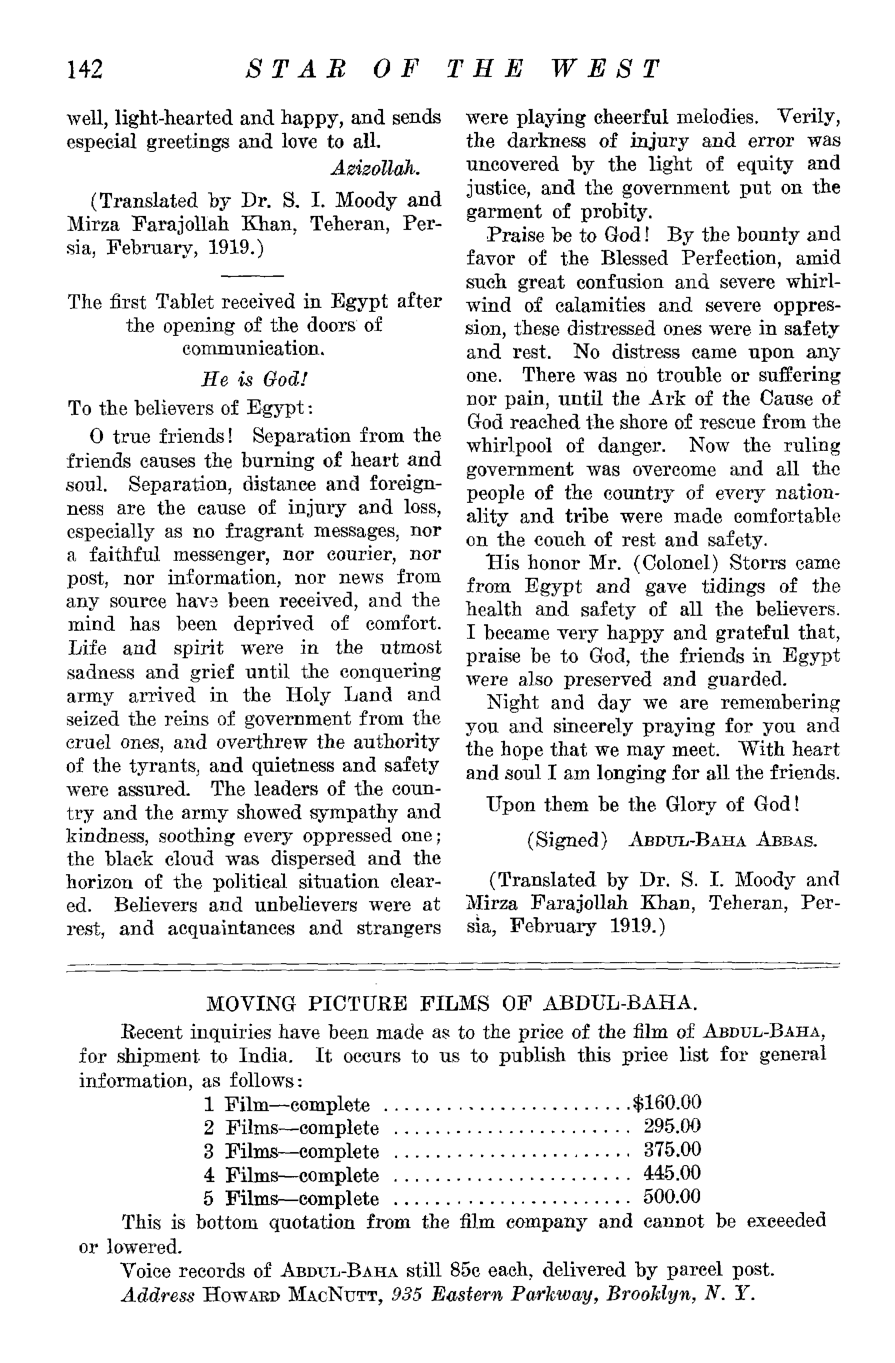 142 STAR OF THE WEST
well, light-hearted and happy, and sends
especial greetings and love to all.
Azizollah.
(Translated by Dr. S. I. Moody and
Mirza Farajollah Khan, Teheran, Per-
sia, February, 1919.)
The first Tablet received in Egypt after
the opening of the doors of
communication.
He is God!
To the believers of Egypt:
O true friends! Separation from the
friends causes the burning of heart and
soul. Separation, distance and foreign-
ness are the cause of injury and loss,
especially as no fragrant messages, nor
a faithful messenger, nor courier, nor
post, nor information, nor news from
any source have been received, and the
mind has been deprived of comfort.
Life and spirit were in the utmost
sadness and grief until the conquering
army arrived in the Holy Land and
seized the reins of government from the
cruel ones, and overthrew the authority
of the tyrants, and quietness and safety
were assured. The leaders of the coun-
try and the army showed sympathy and
kindness, soothing every oppressed one;
the black cloud was dispersed and the
horizon of the political situation clear-
ed. Believers and unbelievers were at
rest, and acquaintances and strangers
were playing cheerful melodies. Verily,
the darkness of injury and error was
uncovered by the light of equity and
justice, and the government put on the
garment of probity.
Praise be to God! By the bounty and
favor of the Blessed Perfection, amid
such great confusion and severe whirl-
wind of calamities and severe oppres-
sion, these distressed ones were in safety
and rest. No distress came upon any
one. There was no trouble or suffering
nor pain, until the Ark of the Cause of
God reached the shore of rescue from the
whirlpool of danger. Now the ruling
government was overcome and all the
people of the country of every nation-
ality and tribe were made comfortable
on the couch of rest and safety.
His honor Mr. (Colonel) Storrs came
from Egypt and gave tidings of the
health and safety of all the believers.
I became very happy and grateful that,
praise be to God, the friends in Egypt
were also preserved and guarded.
Night and day we are remembering
you and sincerely praying for you and
the hope that we may meet. With heart
and soul I am longing for all the friends.
Upon them be the Glory of God!
(Signed) ABDUL-BAHA ABBAS.
(Translated by Dr. S. I. Moody and
Mirza Farajollah Khan, Teheran, Per-
sia, February 1919.)
MOVING PICTURE FILMS OF ABDUL-BAHA.
Recent inquiries have been made as to the price of the film of ABDUL-BAHA,
for shipment to India. It occurs to us to publish this price list for general
information, as follows:
1 Film—complete ........................$160.00
2 Films—complete ....................... 295.00
3 Films—complete ....................... 375.00
4 Films—complete ....................... 445.00
5 Films—complete ....................... 500.00
This is bottom quotation from the film company and cannot be exceeded
or lowered.
Voice records of ABDUL-BAHA still 85c each, delivered by parcel post.
Address HOWARD MACNUTT, 935 Eastern Parkway, Brooklyn, N. Y.